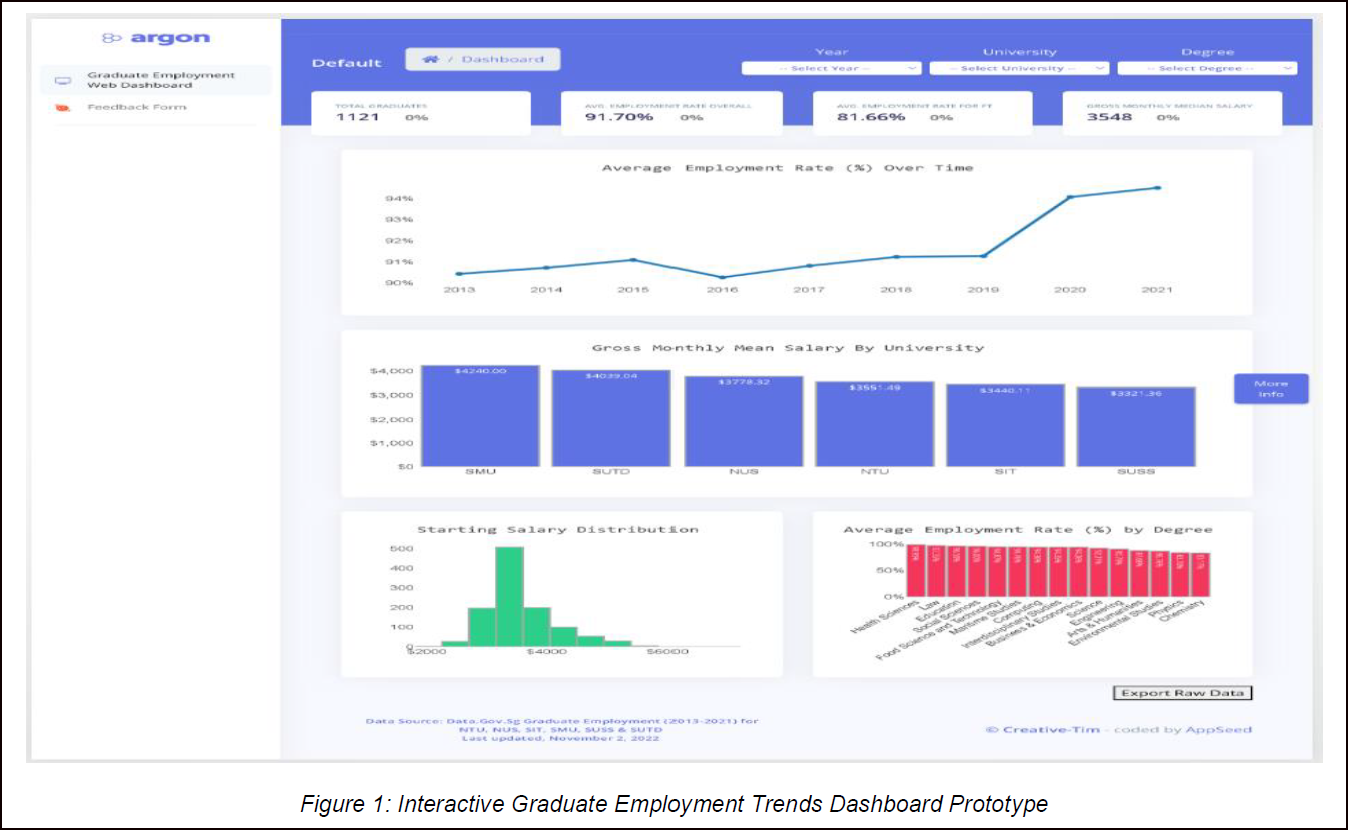 argon
Graduate Employment
Web Dashboard
Feedback Form
Default
/ Dashboard
Year
-- Select Year --
University
-- Select University --
Degree
-- Select Degree --
TOTAL GRADUATES
1121 0%
AVG. EMPLOYMENT RATE OVERALL
91.70% 0%
AVG. EMPLOYMENT RATE FOR FT
81.66% 0%
GROSS MONTHLY MEDIAN SALARY
3548 0%
Average Employment Rate (%) Over Time
94%
93%
92%
91%
90%
2013 2014 2015 2016 2017 2018 2019 2020 2021
Gross Monthly Mean Salary By University
$4,000
$3,000
$2,000
$1,000
$0
$4240.00 $4039.04 $3778.32 $3551.49 $3440.11 $3321.36
SMU SUTD NUS NTU SIT SUSS
More
Info
Starting Salary Distribution
500
400
300
200
100
0
$2000 $4000 $6000
Average Employment Rate (%) by Degree
100%
50%
0%
Health Sciences
Law
Education
Social Sciences
Food Science and Technology
Maritime Studies
Computing
Interdisciplinary Studies
Business & Economics
Science
Engineering
Arts & Humanities
Environmental Studies
Physics
Chemistry
Export Raw Data
Data Source: Data.Gov.Sg Graduate Employment (2013-2021) for
NTU, NUS, SIT, SMU, SUSS & SUTD
Last updated, November 2, 2022
© Creative-Tim - coded by AppSeed
Figure 1: Interactive Graduate Employment Trends Dashboard Prototype